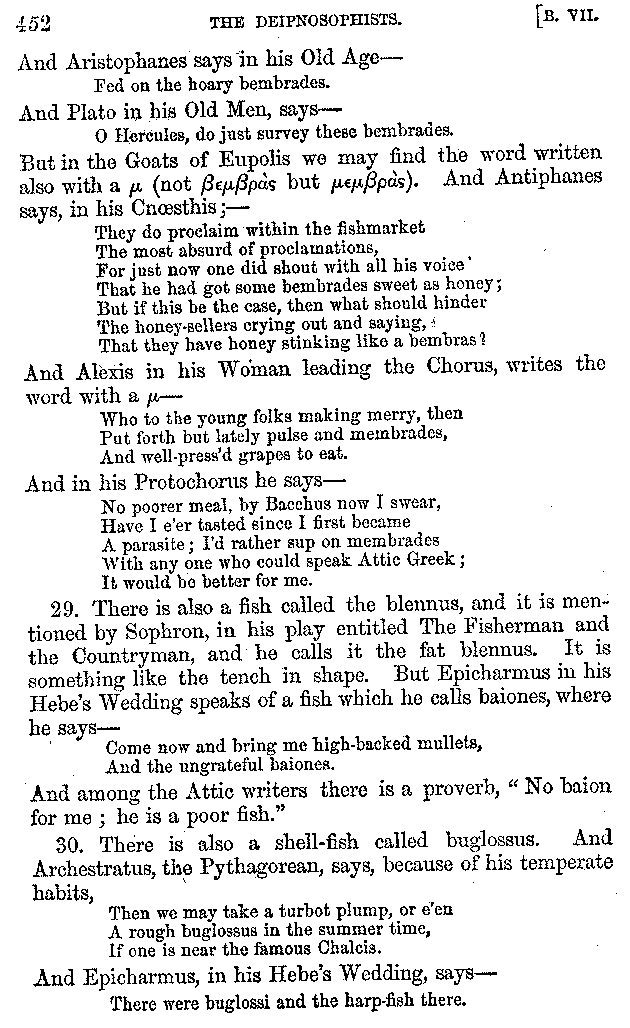 452 THE DEIPNOSOPHISTS. [B. VII.
And Aristophanes says in his Old Age—
Fed on the hoary bembrades.
And Plato in his Old Men, says—
O Hercules, do just survey these bembrades.
But in the Goats of Eupolis we may find the word written
also with a μ (not βεμβρὰς but μεμβρὰς). And Antiphanes
says, in his Cnœsthis;—
They do proclaim within the fishmarket
The most absurd of proclamations,
For just now one did shout with all his voice
That he had got some bembrades sweet as honey;
But if this be the case, then what should hinder
The honey-sellers crying out and saying,
That they have honey stinking like a bembras?
And Alexis in his Woman leading the Chorus, writes the
word with a μ—
Who to the young folks making merry, then
Put forth but lately pulse and membrades,
And well-press'd grapes to eat.
And in his Protochorus he says—
No poorer meal, by Bacchus now I swear,
Have I e'er tasted since I first became
A parasite; I'd rather sup on membrades
With any one who could speak Attic Greek;
It would be better for me.
29. There is also a fish called the blennus, and it is men-
tioned by Sophron, in his play entitled The Fisherman and
the Countryman, and he calls it the fat blennus. It is
something like the tench in shape. But Epicharmus in his
Hebe's Wedding speaks of a fish which he calls baiones, where
he says—
Come now and bring me high-backed mullets,
And the ungrateful baiones.
And among the Attic writers there is a proverb, "No baion
for me; he is a poor fish."
30. There is also a shell-fish called buglossus. And
Archestratus, the Pythagorean, says, because of his temperate
habits,
Then we may take a turbot plump, or e'en
A rough buglossus in the summer time,
If one is near the famous Chalcis.
And Epicharmus, in his Hebe's Wedding, says—
There were buglossi and the harp-fish there.